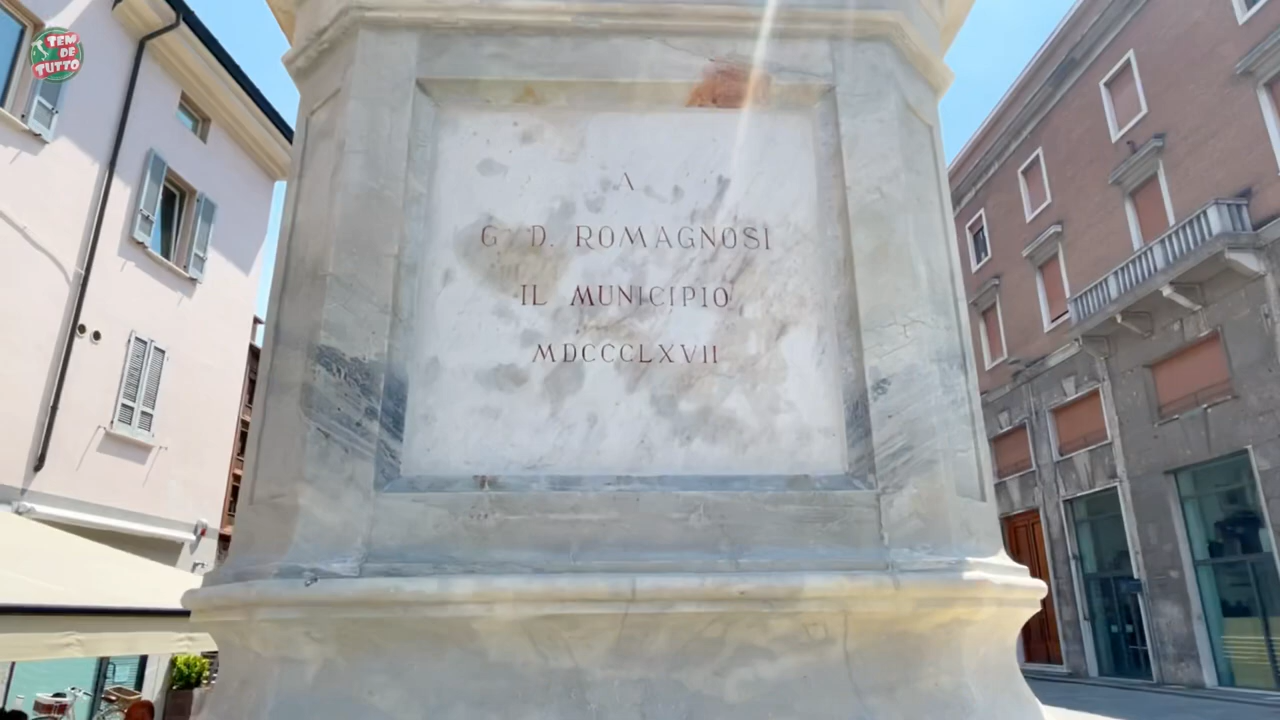 TEM
DE
TUTTO
A
G D. ROMAGNOSI
IL MUNICIPIO
MDCCCLXVII